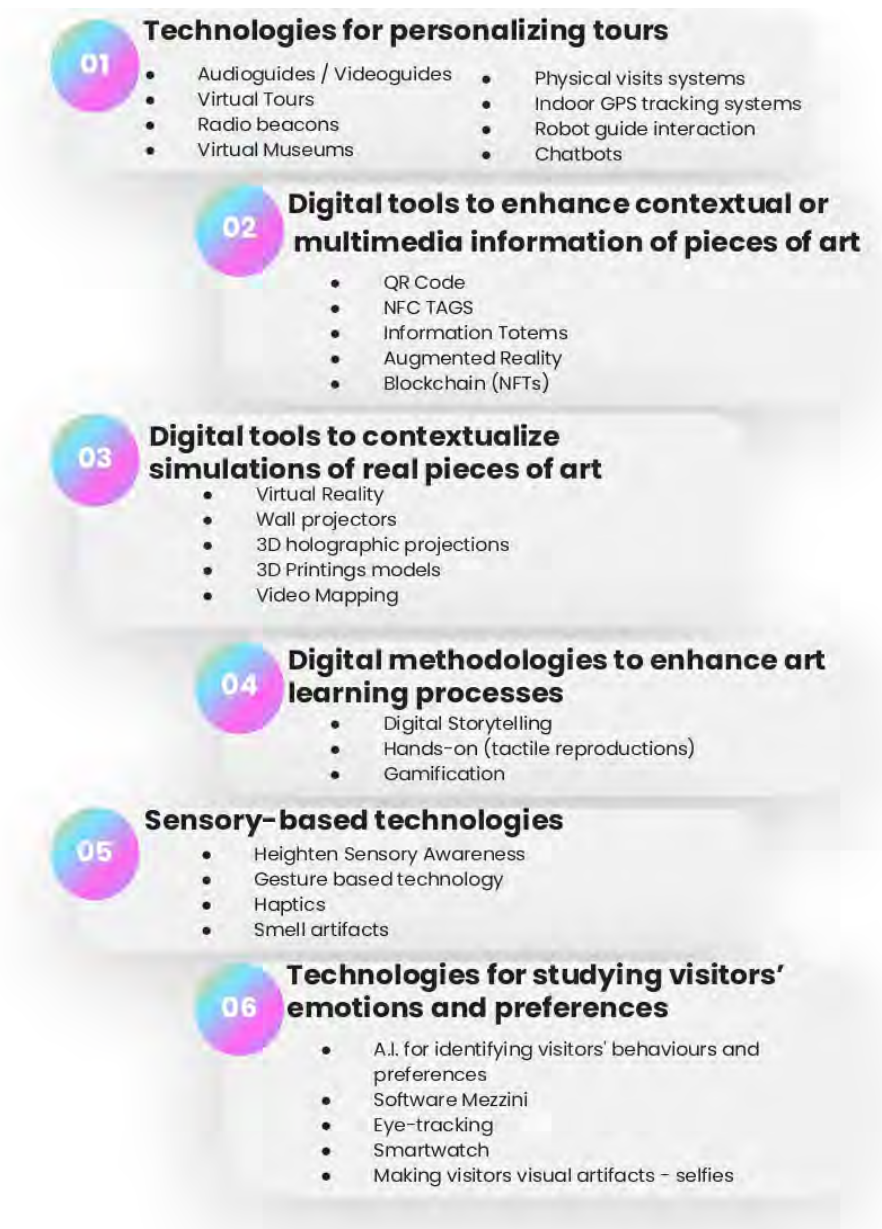 01
Technologies for personalizing tours
● Audioguides / Videoguides
● Virtual Tours
● Radio beacons
● Virtual Museums
● Physical visits systems
● Indoor GPS tracking systems
● Robot guide interaction
● Chatbots
02
Digital tools to enhance contextual or
multimedia information of pieces of art
● QR Code
● NFC TAGS
● Information Totems
● Augmented Reality
● Blockchain (NFTs)
03
Digital tools to contextualize
simulations of real pieces of art
● Virtual Reality
● Wall projectors
● 3D holographic projections
● 3D Printings models
● Video Mapping
04
Digital methodologies to enhance art
learning processes
● Digital Storytelling
● Hands-on (tactile reproductions)
● Gamification
05
Sensory-based technologies
● Heighten Sensory Awareness
● Gesture based technology
● Haptics
● Smell artifacts
06
Technologies for studying visitors’
emotions and preferences
● A.I. for identifying visitors' behaviours and
preferences
● Software Mezzini
● Eye-tracking
● Smartwatch
● Making visitors visual artifacts - selfies